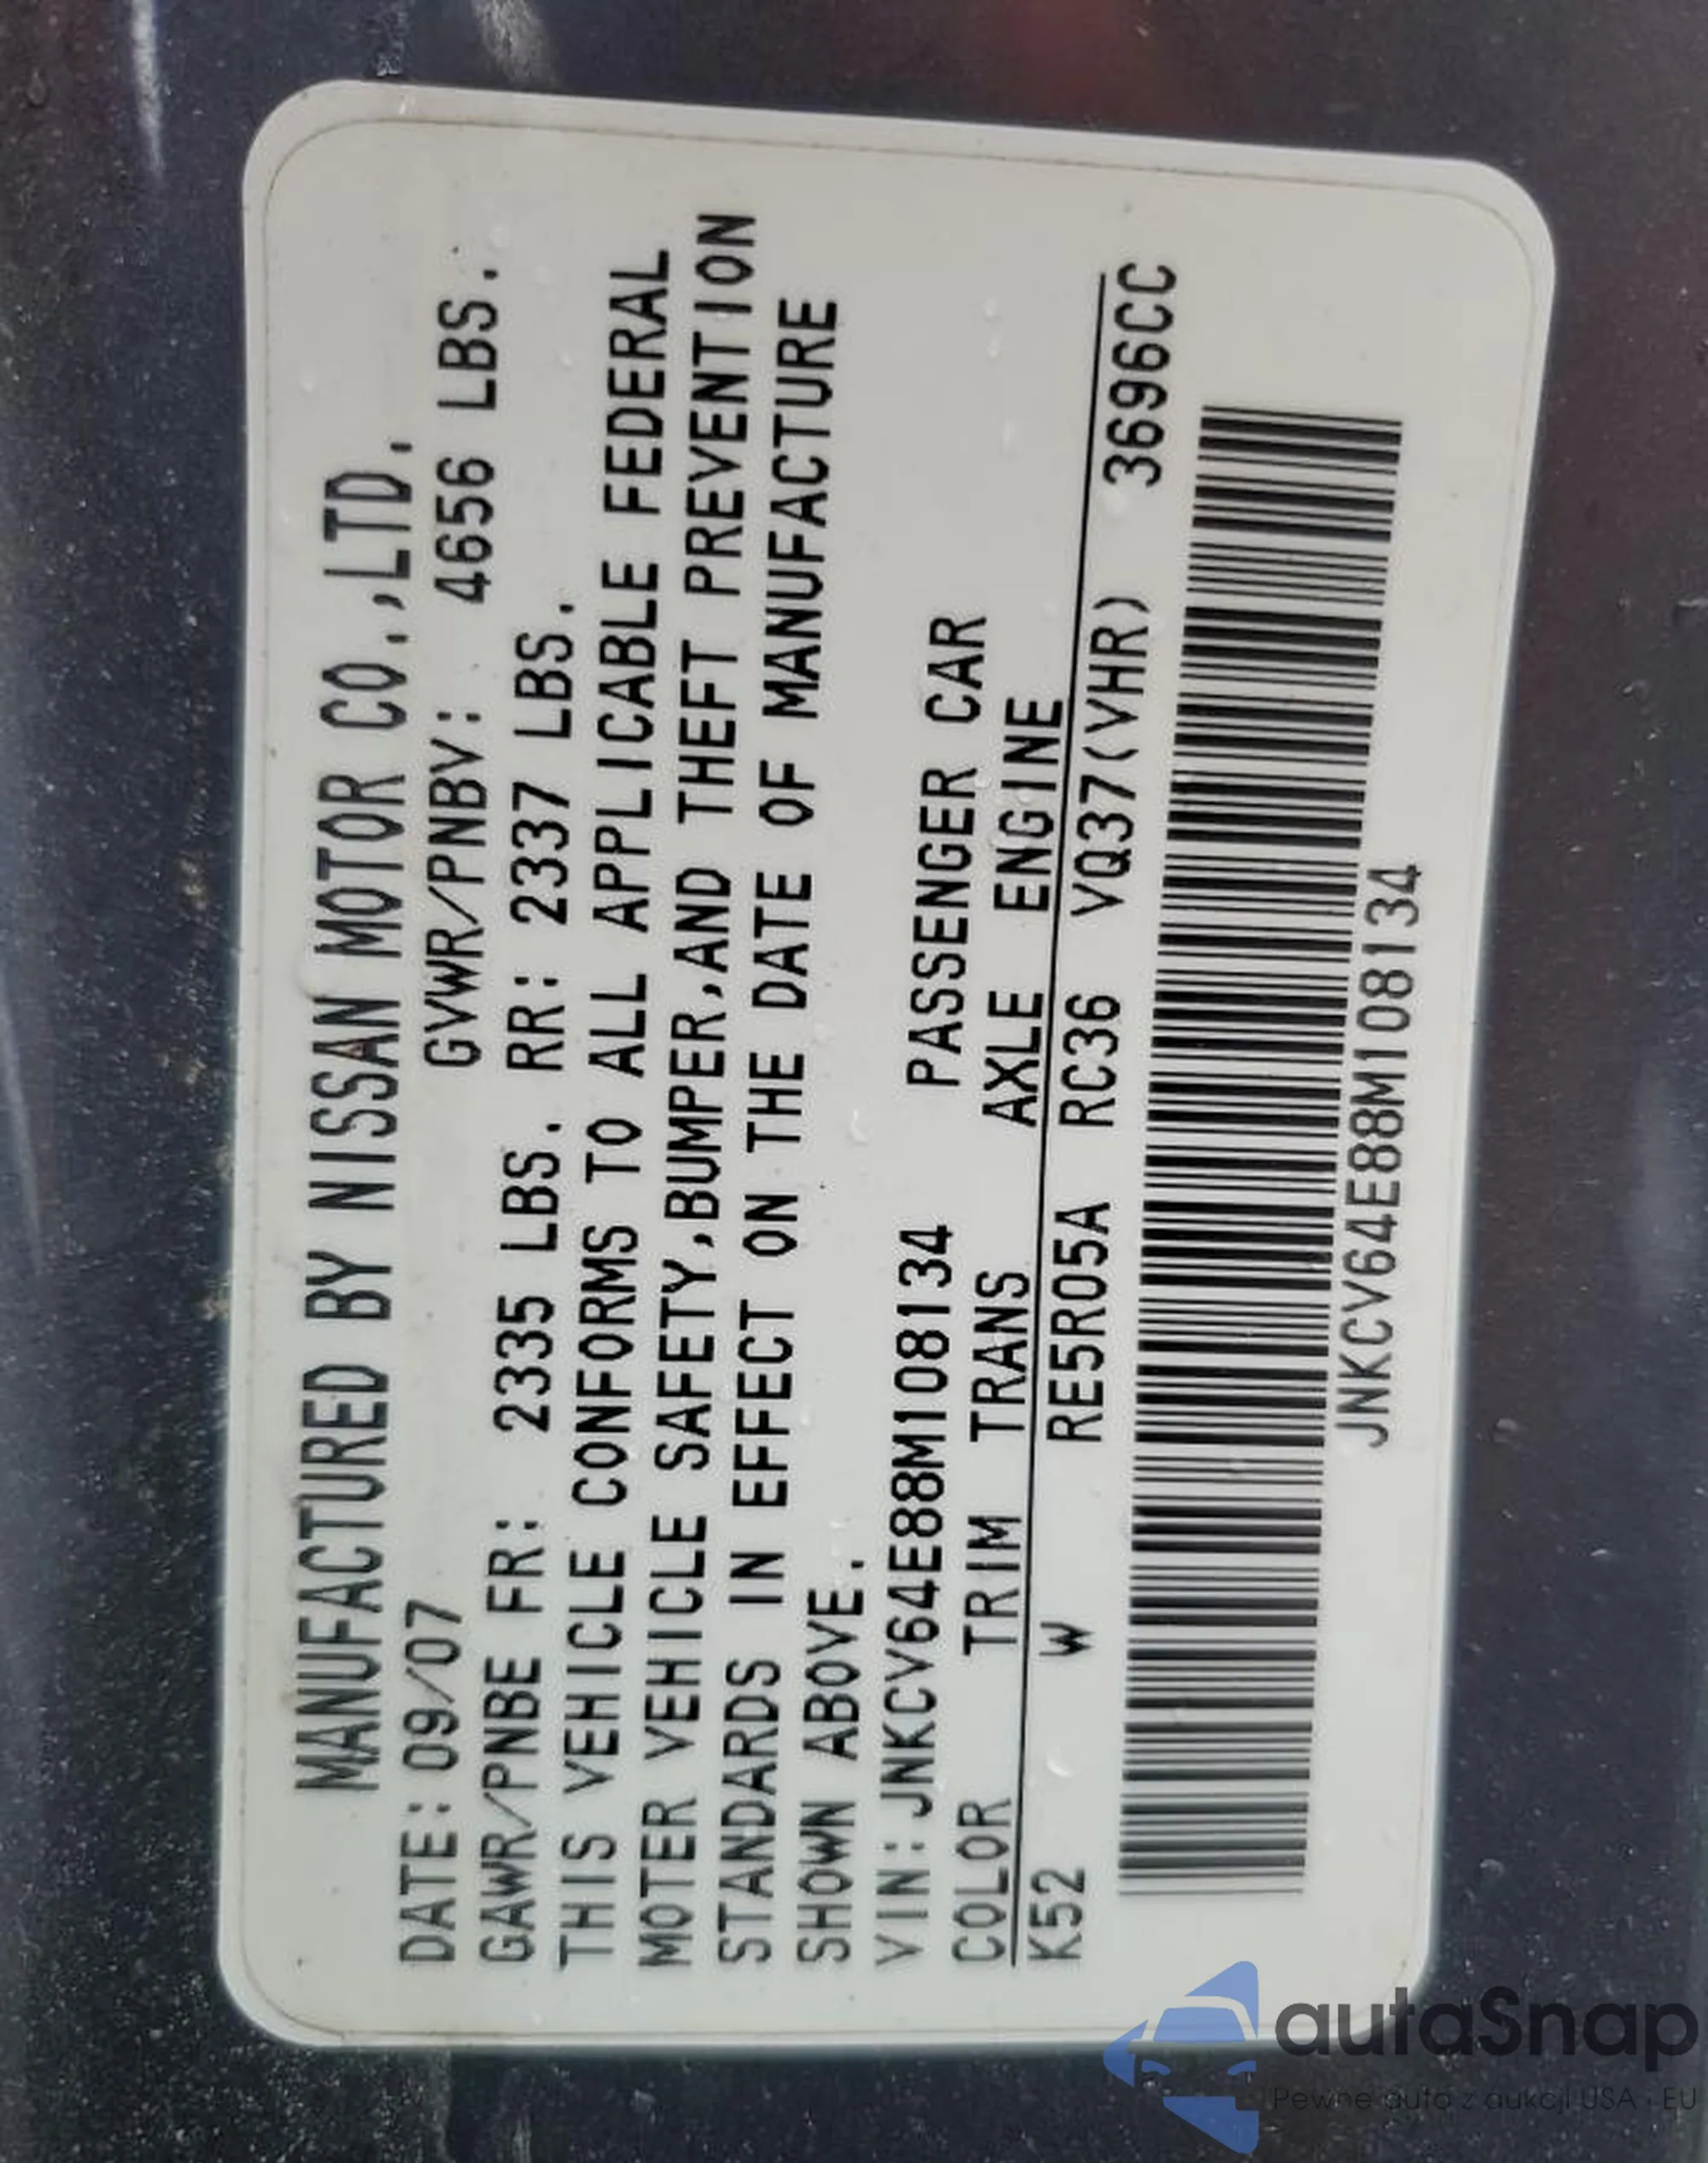 MANUFACTURED BY NISSAN MOTOR CO.,LTD.
DATE: 09/07 GVWR/PNBV: 4656 LBS.
GAWR/PNBE FR: 2335 LBS. RR: 2337 LBS.
THIS VEHICLE CONFORMS TO ALL APPLICABLE FEDERAL
MOTER VEHICLE SAFETY,BUMPER,AND THEFT PREVENTION
STANDARDS IN EFFECT ON THE DATE OF MANUFACTURE
SHOWN ABOVE.
VIN:JNKCV64E88M108134 PASSENGER CAR
COLOR TRIM TRANS AXLE ENGINE
K52 W RE5R05A RC36 VQ37(VHR) 3696CC
JNKCV64E88M108134
autaSnap
Pewne auto z aukcji USA i EU